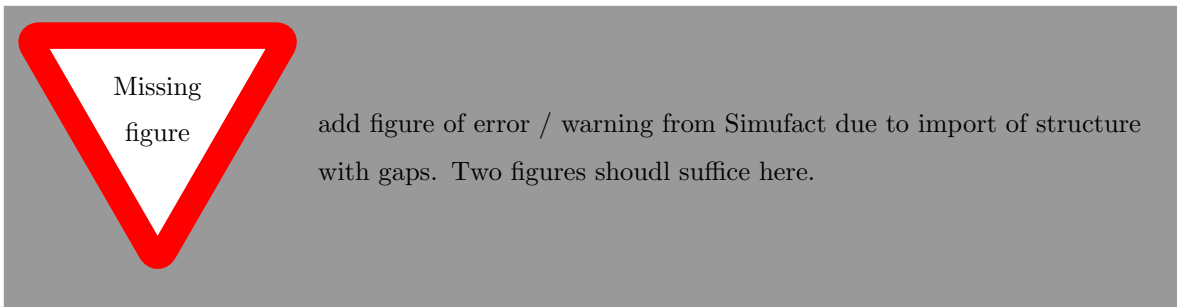 Missing
figure
add figure of error / warning from Simufact due to import of structure
with gaps. Two figures shoudl suffice here.